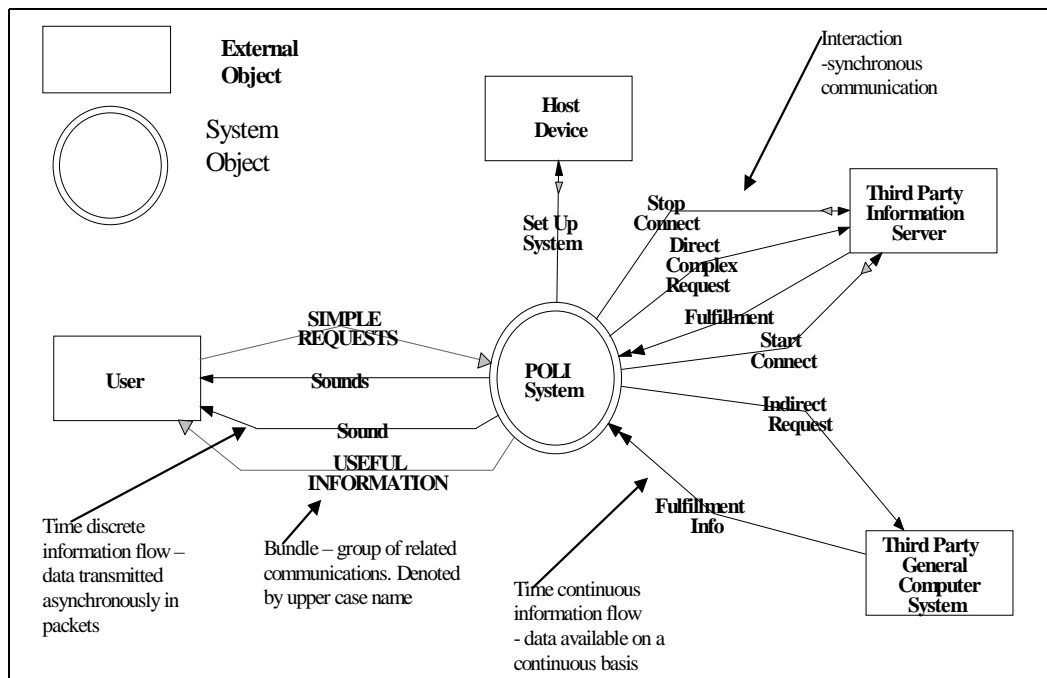 External
Object
System
Object
Interaction
-synchronous
communication
Host
Device
Third Party
Information
Server
Stop
Connect
Set Up
System
Direct
Complex
Request
Fulfillment
Start
Connect
SIMPLE
REQUESTS
User
Sounds
POLI
System
Sound
Indirect
Request
USEFUL
INFORMATION
Fulfillment
Info
Time discrete
information flow –
data transmitted
asynchronously in
packets
Bundle – group of related
communications. Denoted
by upper case name
Time continuous
information flow
- data available on a
continuous basis
Third Party
General
Computer
System